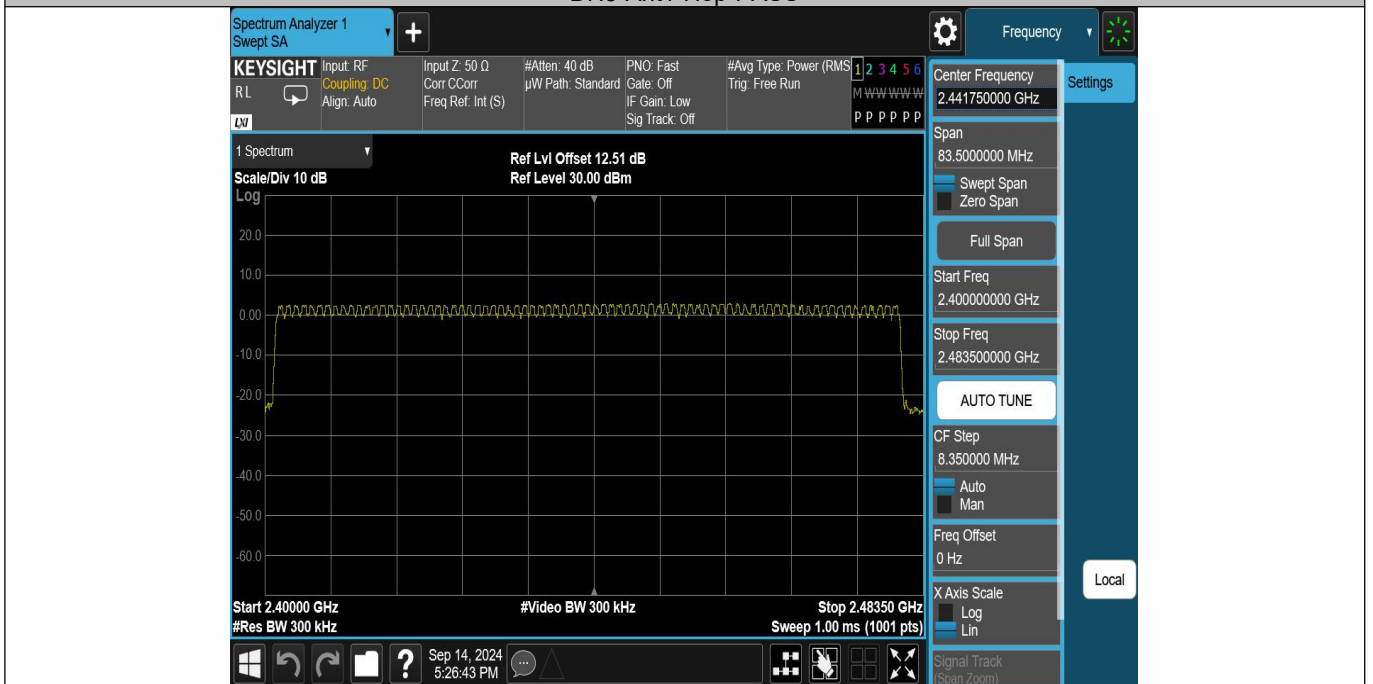 Spectrum Analyzer 1
Swept SA
+
Frequency
KEYSIGHT
RL
LXI
Input: RF
Coupling: DC
Align: Auto
Input Z: 50 Ω
Corr CCorr
Freq Ref: Int (S)
#Atten: 40 dB
µW Path: Standard
PNO: Fast
Gate: Off
IF Gain: Low
Sig Track: Off
#Avg Type: Power (RMS
Trig: Free Run
1 2 3 4 5 6
M W W W W W
P P P P P P
1 Spectrum
Scale/Div 10 dB
Ref Lvl Offset 12.51 dB
Ref Level 30.00 dBm
Log
20.0
10.0
0.00
-10.0
-20.0
-30.0
-40.0
-50.0
-60.0
Start 2.40000 GHz
#Res BW 300 kHz
#Video BW 300 kHz
Stop 2.48350 GHz
Sweep 1.00 ms (1001 pts)
Sep 14, 2024
5:26:43 PM
Center Frequency
2.441750000 GHz
Settings
Span
83.5000000 MHz
Swept Span
Zero Span
Full Span
Start Freq
2.400000000 GHz
Stop Freq
2.483500000 GHz
AUTO TUNE
CF Step
8.350000 MHz
Auto
Man
Freq Offset
0 Hz
X Axis Scale
Log
Lin
Signal Track
(Span Zoom)
Local